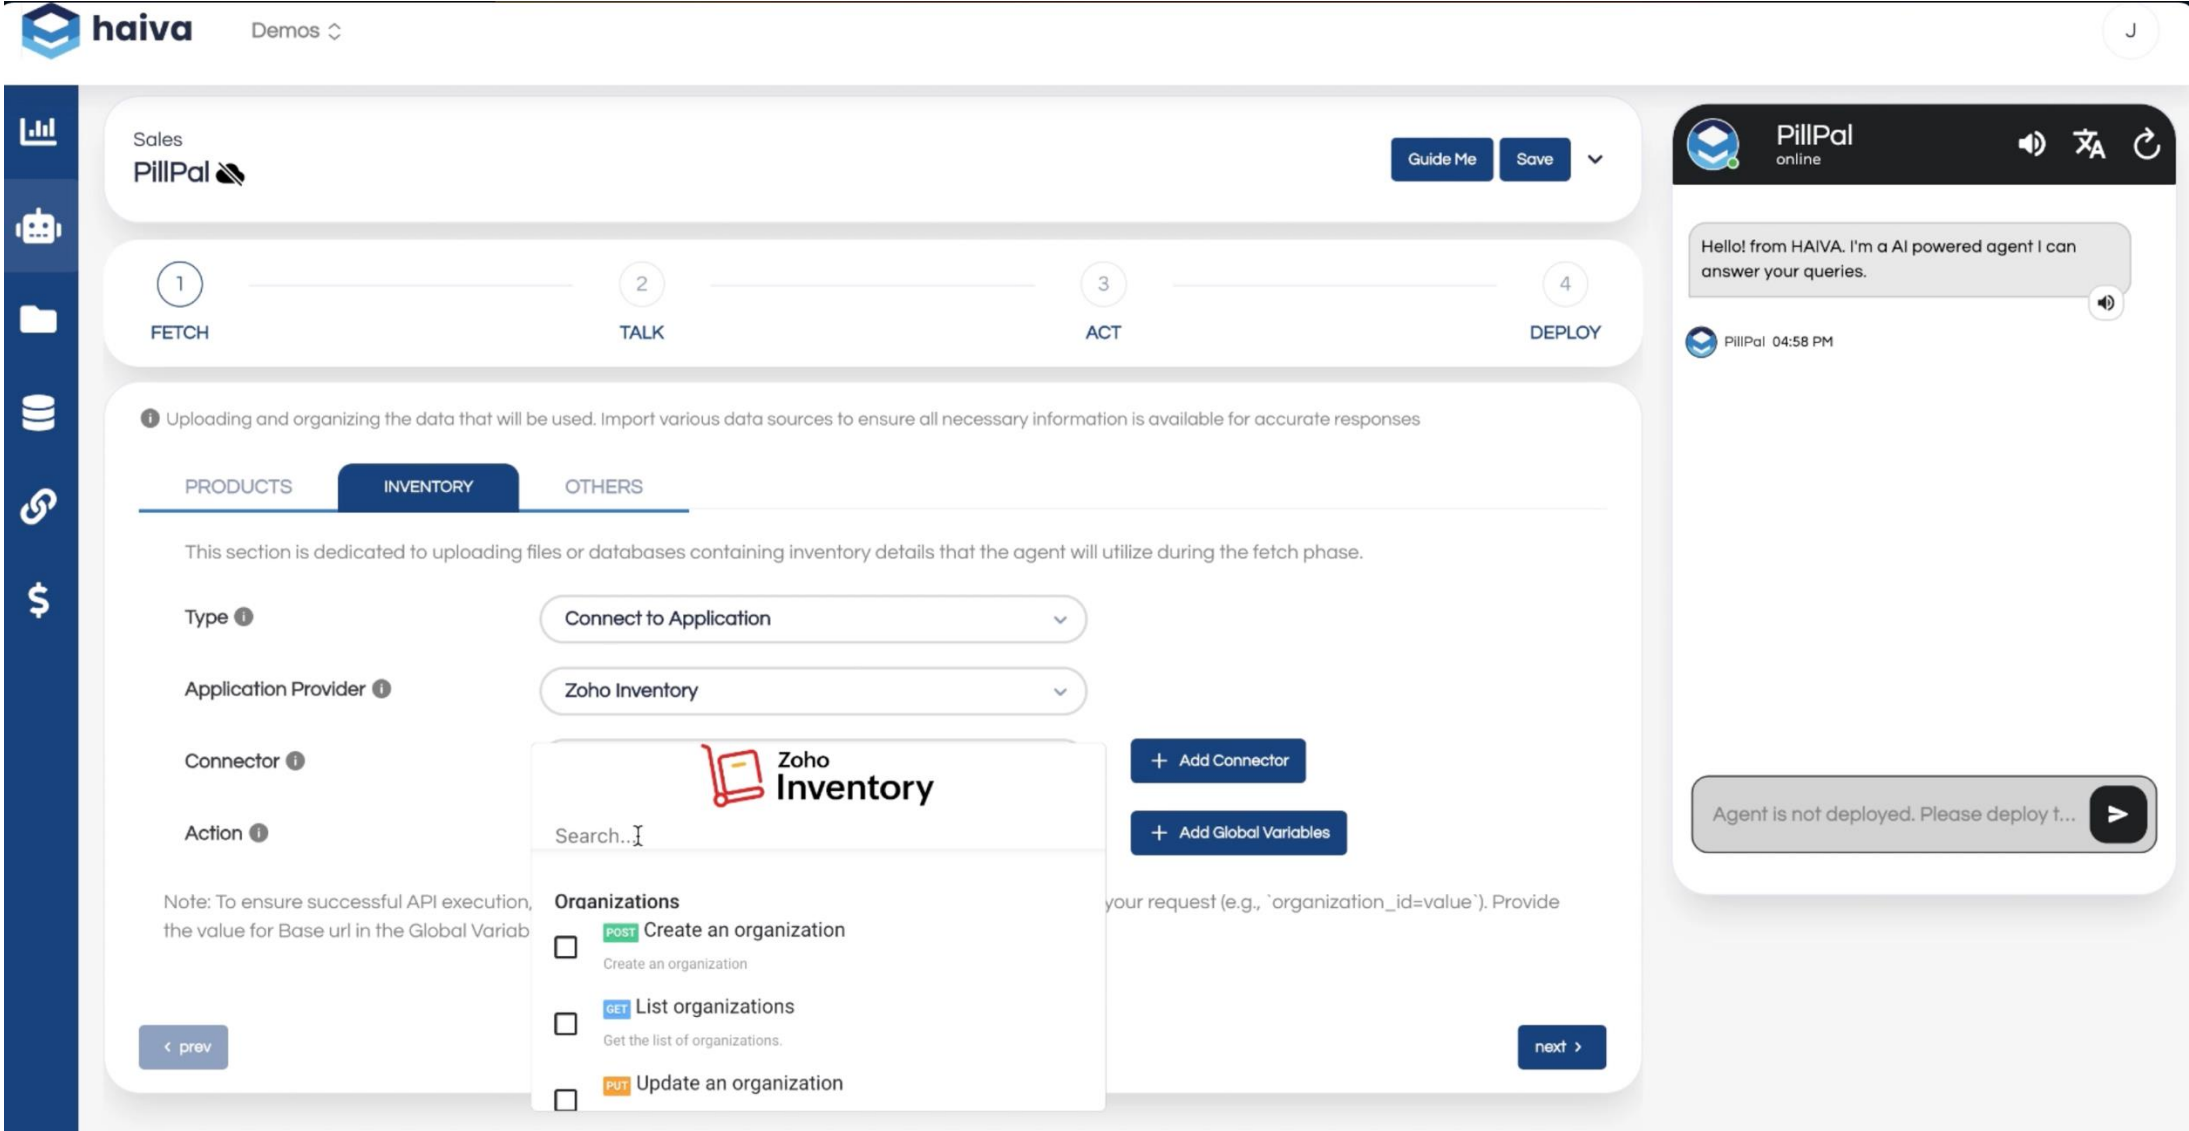 haiva
Demos
J
Sales
PillPal
Guide Me
Save
1
2
3
4
FETCH
TALK
ACT
DEPLOY
Uploading and organizing the data that will be used. Import various data sources to ensure all necessary information is available for accurate responses
PRODUCTS
INVENTORY
OTHERS
This section is dedicated to uploading files or databases containing inventory details that the agent will utilize during the fetch phase.
Type
Connect to Application
Application Provider
Zoho Inventory
Connector
Zoho
Inventory
+ Add Connector
Action
Search...
+ Add Global Variables
Note: To ensure successful API execution,
your request (e.g., `organization_id=value`). Provide
the value for Base url in the Global Variab
Organizations
POST Create an organization
Create an organization
GET List organizations
Get the list of organizations.
PUT Update an organization
< prev
next >
PillPal
online
Hello! from HAIVA. I'm a AI powered agent I can
answer your queries.
PillPal 04:58 PM
Agent is not deployed. Please deploy t...